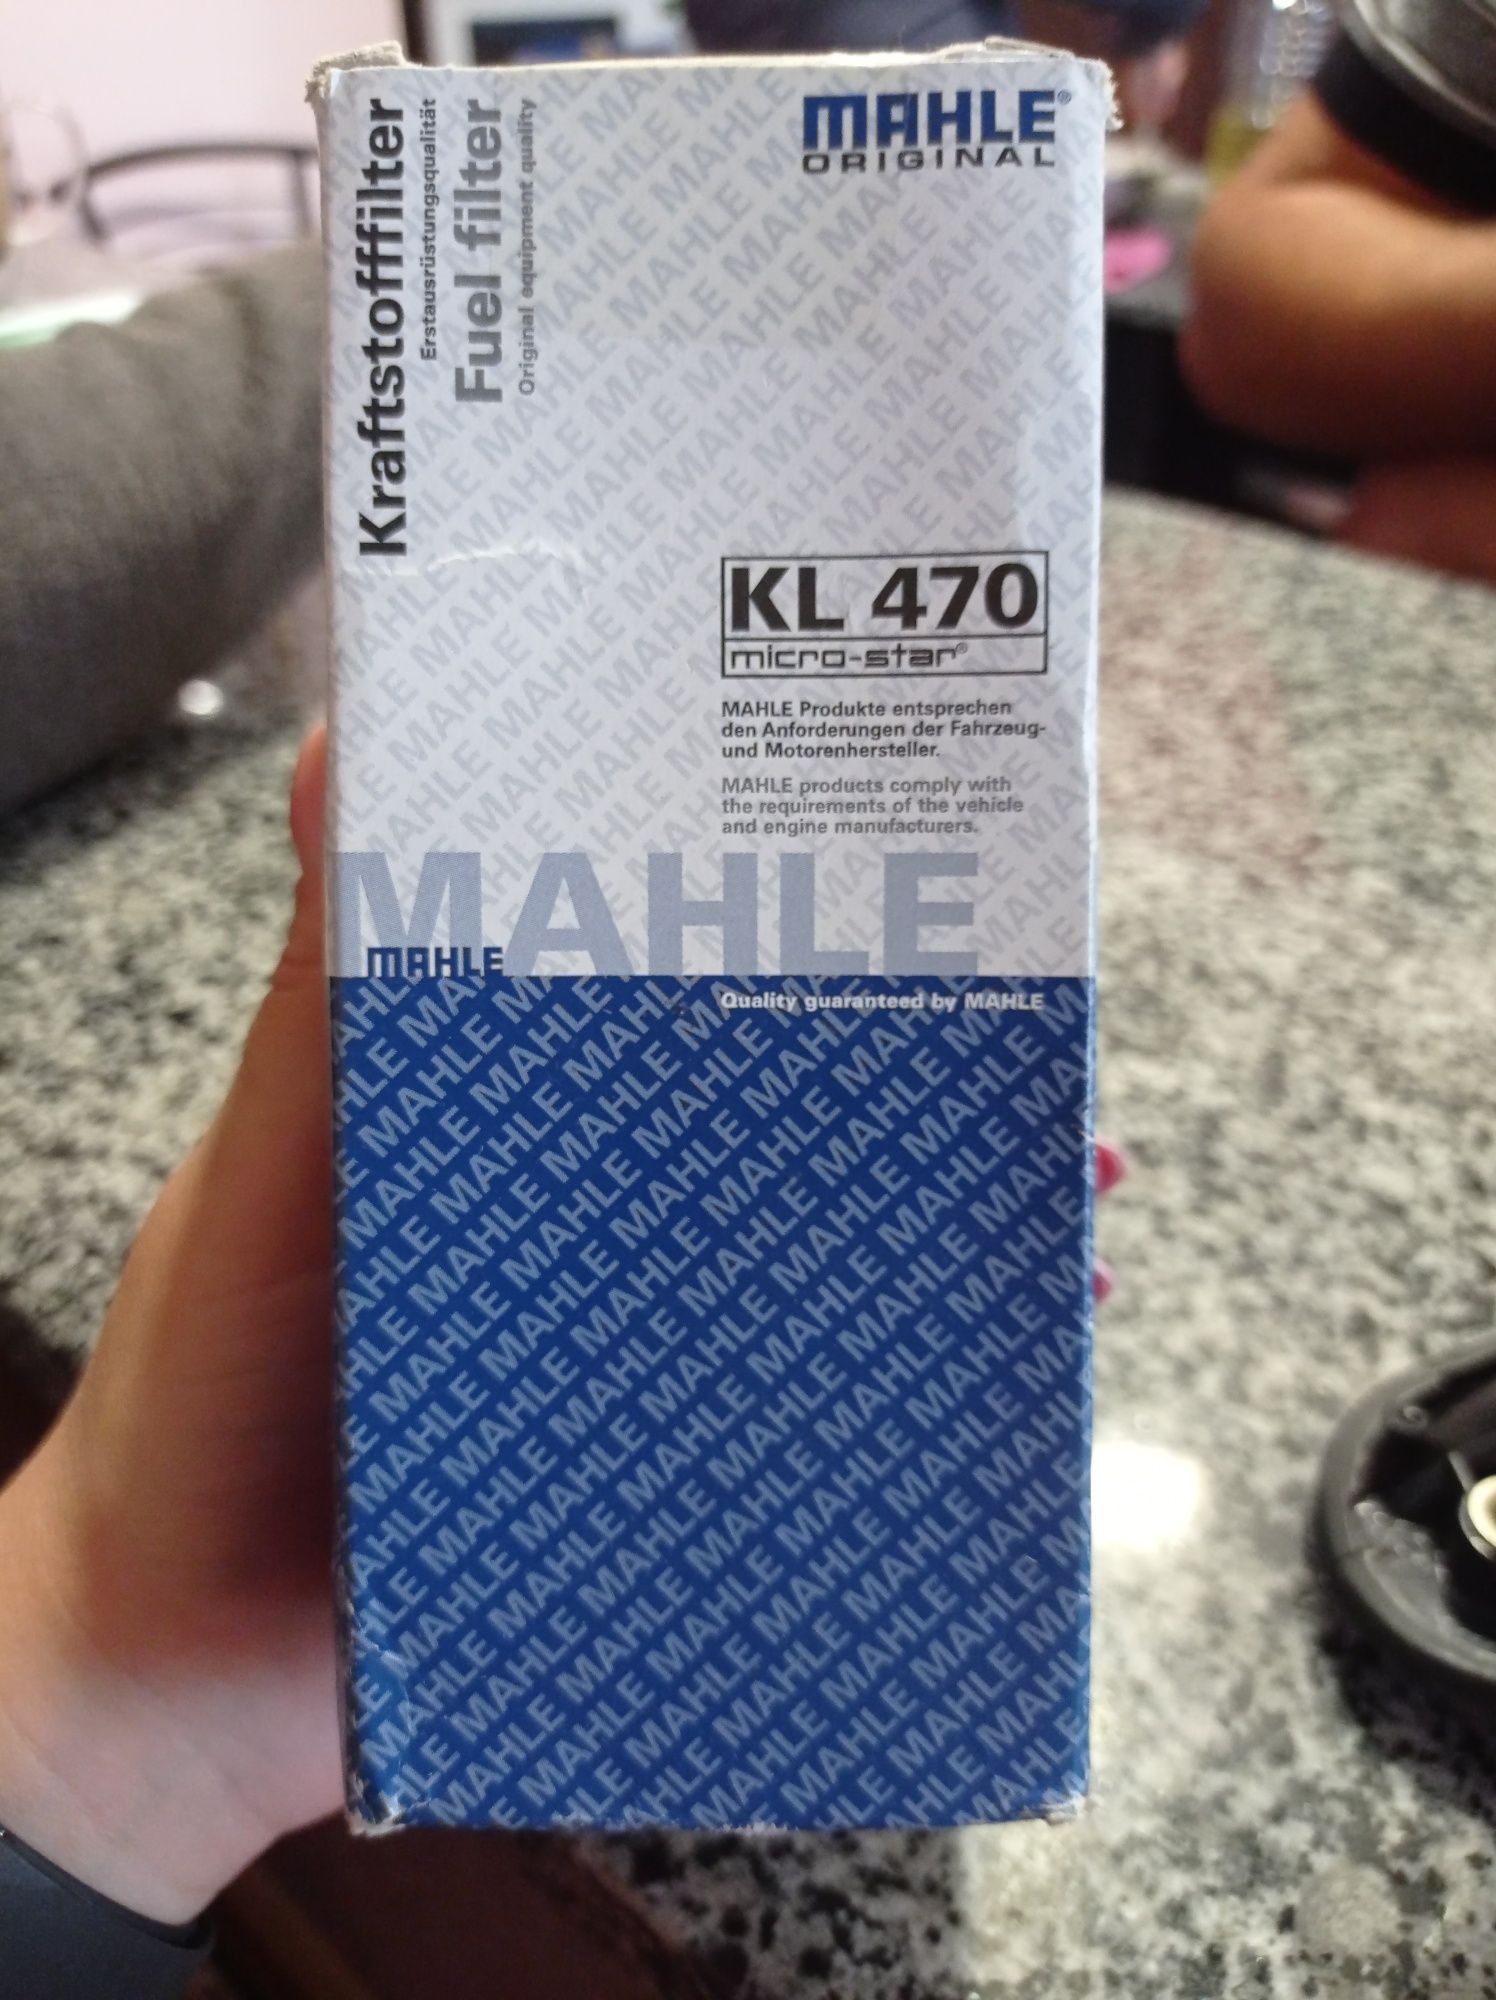 Kraftstofffilter
Erstausrüstungsqualität
Fuel filter
Original equipment quality
MAHLE®
ORIGINAL
KL 470
micro-star®
MAHLE Produkte entsprechen
den Anforderungen der Fahrzeug-
und Motorenhersteller.
MAHLE products comply with
the requirements of the vehicle
and engine manufacturers.
MAHLE
MAHLE
Quality guaranteed by MAHLE